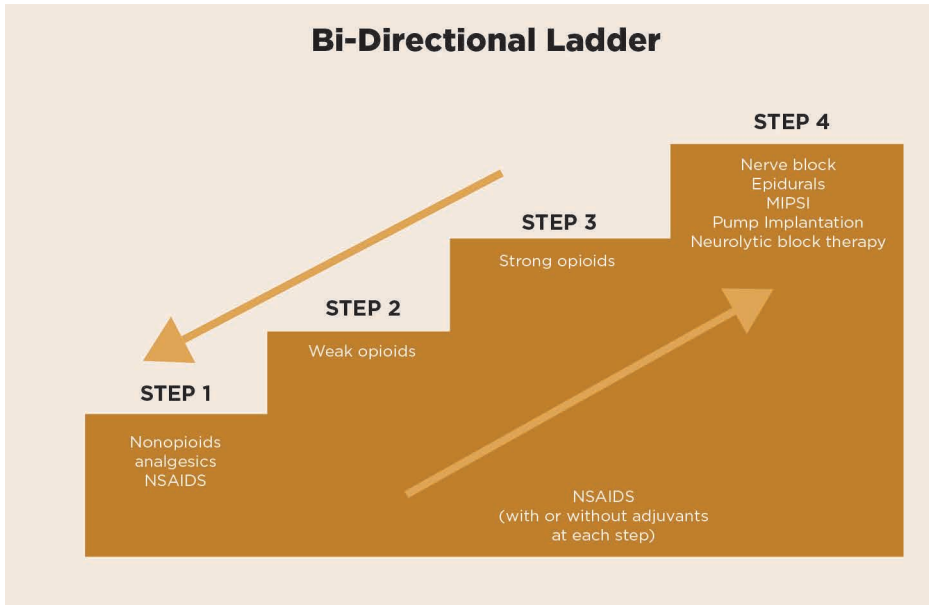 Bi-Directional Ladder
STEP 1
Nonopioids
analgesics
NSAIDS
STEP 2
Weak opioids
STEP 3
Strong opioids
STEP 4
Nerve block
Epidurals
MIPSI
Pump Implantation
Neurolytic block therapy
NSAIDS
(with or without adjuvants
at each step)